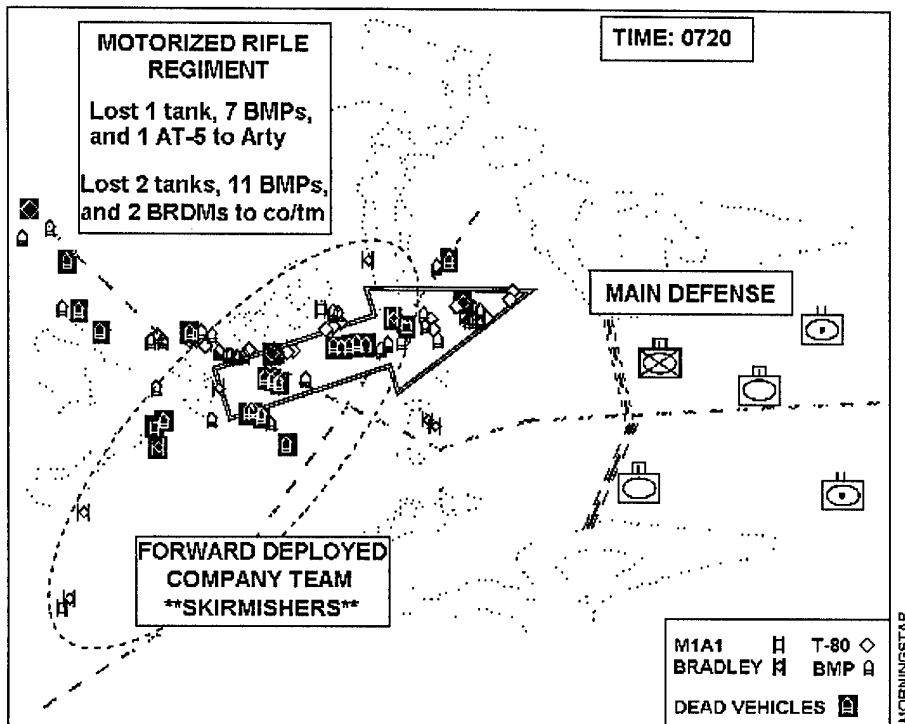 MOTORIZED RIFLE
REGIMENT
Lost 1 tank, 7 BMPs,
and 1 AT-5 to Arty
Lost 2 tanks, 11 BMPs,
and 2 BRDMs to co/tm
TIME: 0720
MAIN DEFENSE
FORWARD DEPLOYED
COMPANY TEAM
**SKIRMISHERS**
M1A1 T-80
BRADLEY BMP
DEAD VEHICLES
MORNINGSTAR